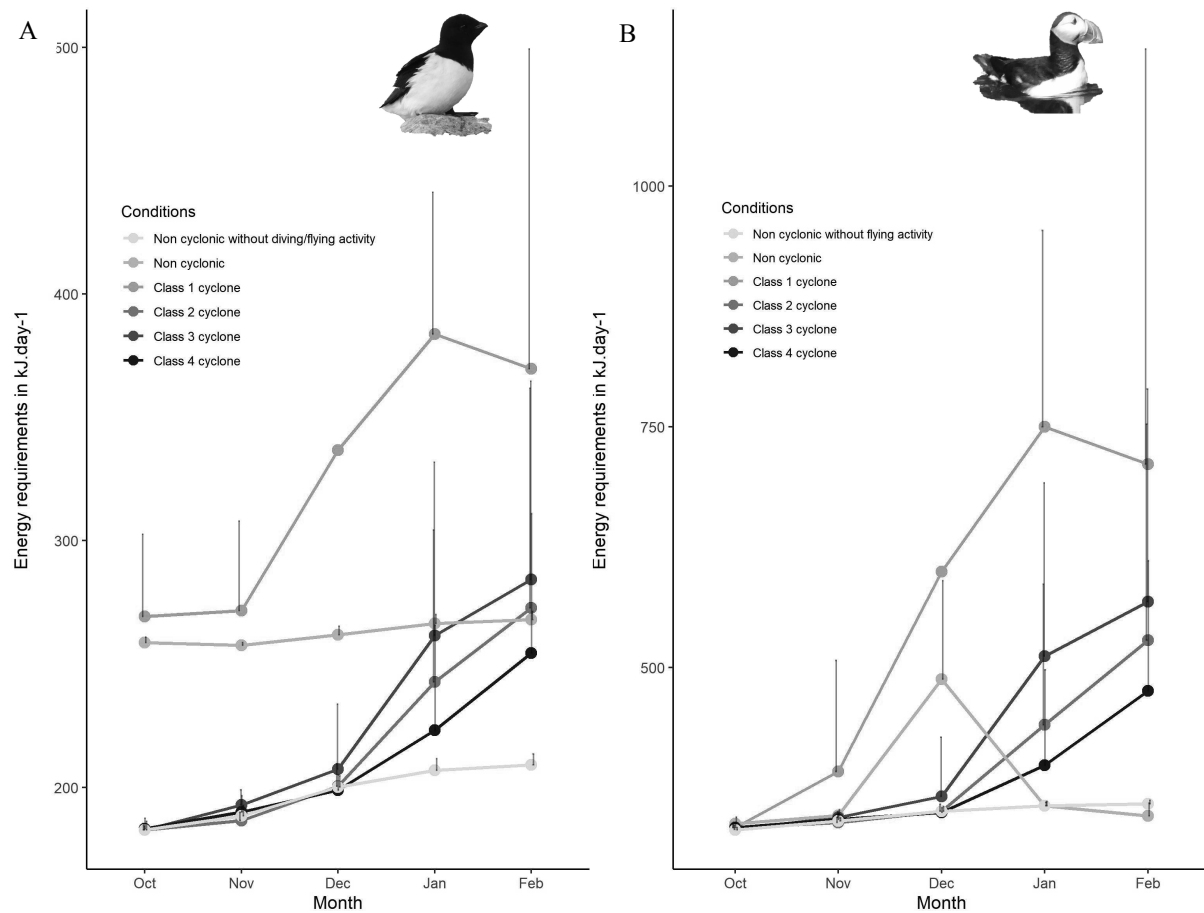 A
500
400
300
200
Energy requirements in kJ.day-1
Conditions
Non cyclonic without diving/flying activity
Non cyclonic
Class 1 cyclone
Class 2 cyclone
Class 3 cyclone
Class 4 cyclone
Oct
Nov
Dec
Jan
Feb
Month
B
1000
750
500
Energy requirements in kJ.day-1
Conditions
Non cyclonic without flying activity
Non cyclonic
Class 1 cyclone
Class 2 cyclone
Class 3 cyclone
Class 4 cyclone
Oct
Nov
Dec
Jan
Feb
Month